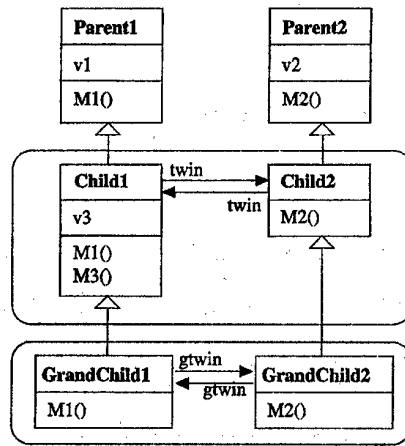 Parent1
v1
M1()
Parent2
v2
M2()
twin
twin
Child1
v3
M1()
M3()
Child2
M2()
gtwin
gtwin
GrandChild1
M1()
GrandChild2
M2()